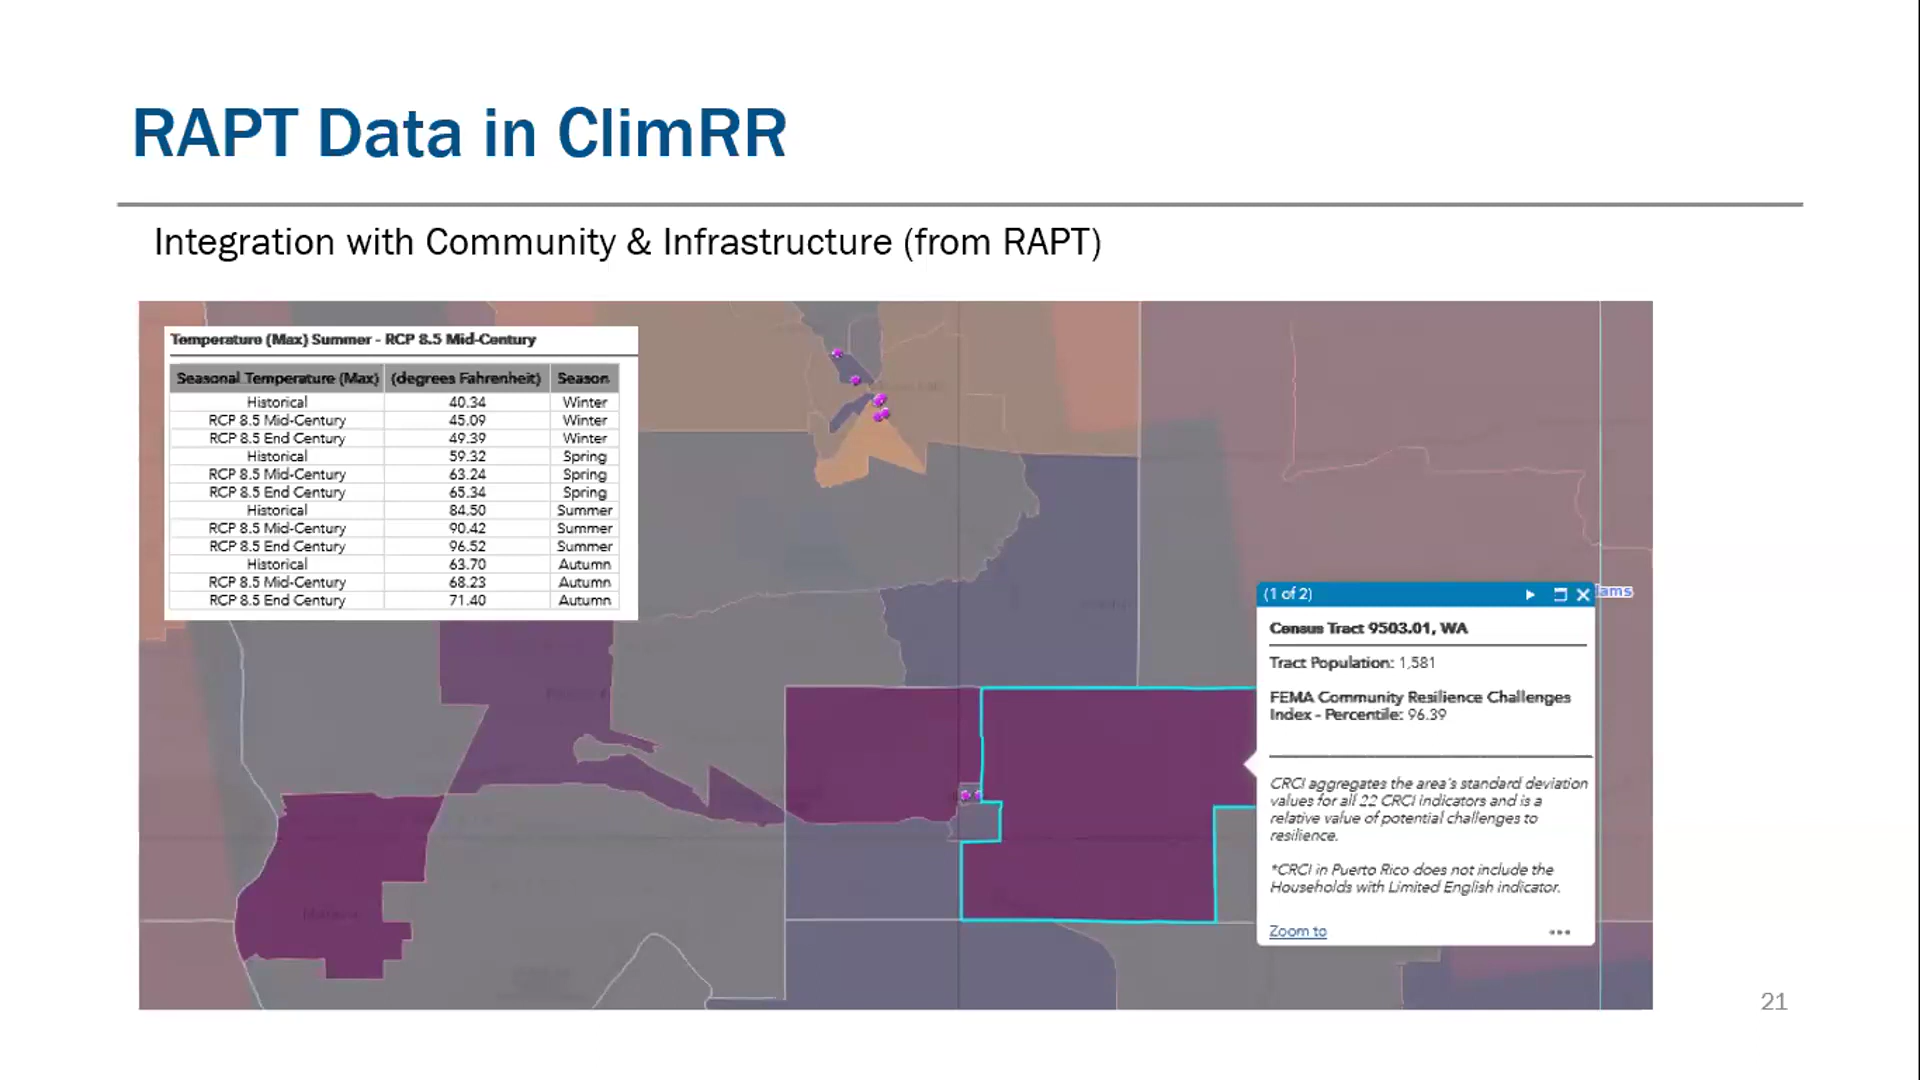 RAPT Data in ClimRR
Integration with Community & Infrastructure (from RAPT)
Temperature (Max) Summer - RCP 8.5 Mid-Century
Seasonal Temperature (Max) (degrees Fahrenheit) Season
Historical 40.34 Winter
RCP 8.5 Mid-Century 45.09 Winter
RCP 8.5 End Century 49.39 Winter
Historical 59.32 Spring
RCP 8.5 Mid-Century 63.24 Spring
RCP 8.5 End Century 65.34 Spring
Historical 84.50 Summer
RCP 8.5 Mid-Century 90.42 Summer
RCP 8.5 End Century 96.52 Summer
Historical 63.70 Autumn
RCP 8.5 Mid-Century 68.23 Autumn
RCP 8.5 End Century 71.40 Autumn
(1 of 2)
Census Tract 9503.01, WA
Tract Population: 1,581
FEMA Community Resilience Challenges
Index - Percentile: 96.39
CRCI aggregates the area's standard deviation
values for all 22 CRCI indicators and is a
relative value of potential challenges to
resilience.
*CRCI in Puerto Rico does not include the
Households with Limited English indicator.
Zoom to
21